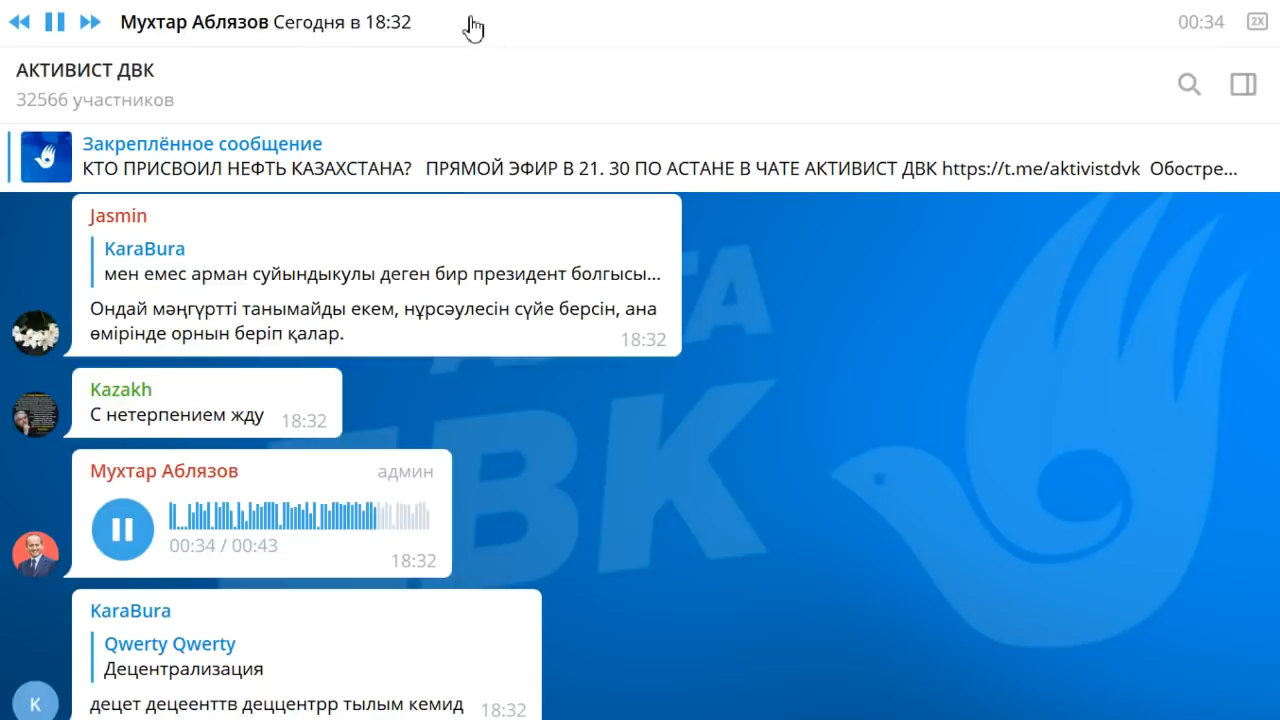 Мухтар Аблязов Сегодня в 18:32
00:34
2X
АКТИВИСТ ДВК
32566 участников
Закреплённое сообщение
КТО ПРИСВОИЛ НЕФТЬ КАЗАХСТАНА? ПРЯМОЙ ЭФИР В 21. 30 ПО АСТАНЕ В ЧАТЕ АКТИВИСТ ДВК https://t.me/aktivistdvk Обостре...
Jasmin
KaraBura
мен емес арман суйындыкулы деген бир президент болгысы...
Ондай мәңгүртті танымайды екем, нұрсәулесін сүйе берсін, ана
өмірінде орнын беріп қалар.
18:32
Kazakh
С нетерпением жду
18:32
Мухтар Аблязов
админ
00:34 / 00:43
18:32
KaraBura
Qwerty Qwerty
Децентрализация
децет децеенттв деццентрр тылым кемид
18:32
K
ДВК